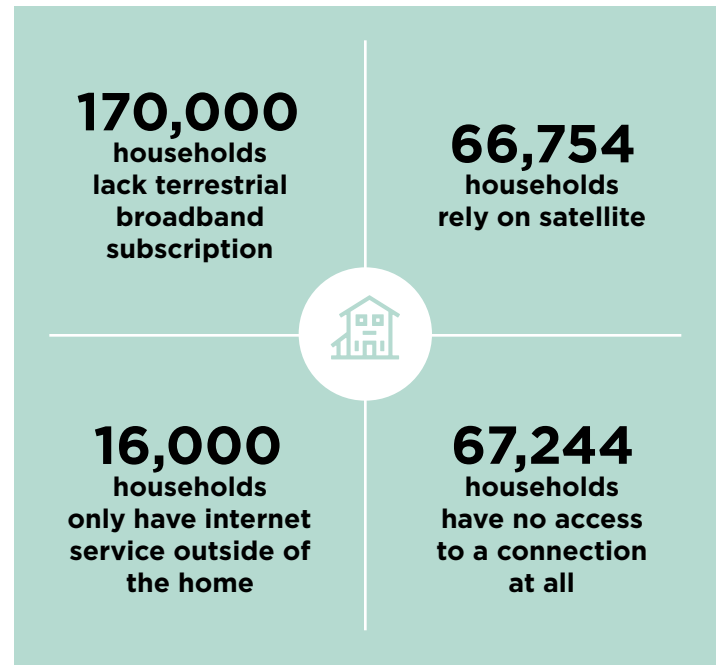 170,000
households
lack terrestrial
broadband
subscription
66,754
households
rely on satellite
16,000
households
only have internet
service outside of
the home
67,244
households
have no access
to a connection
at all